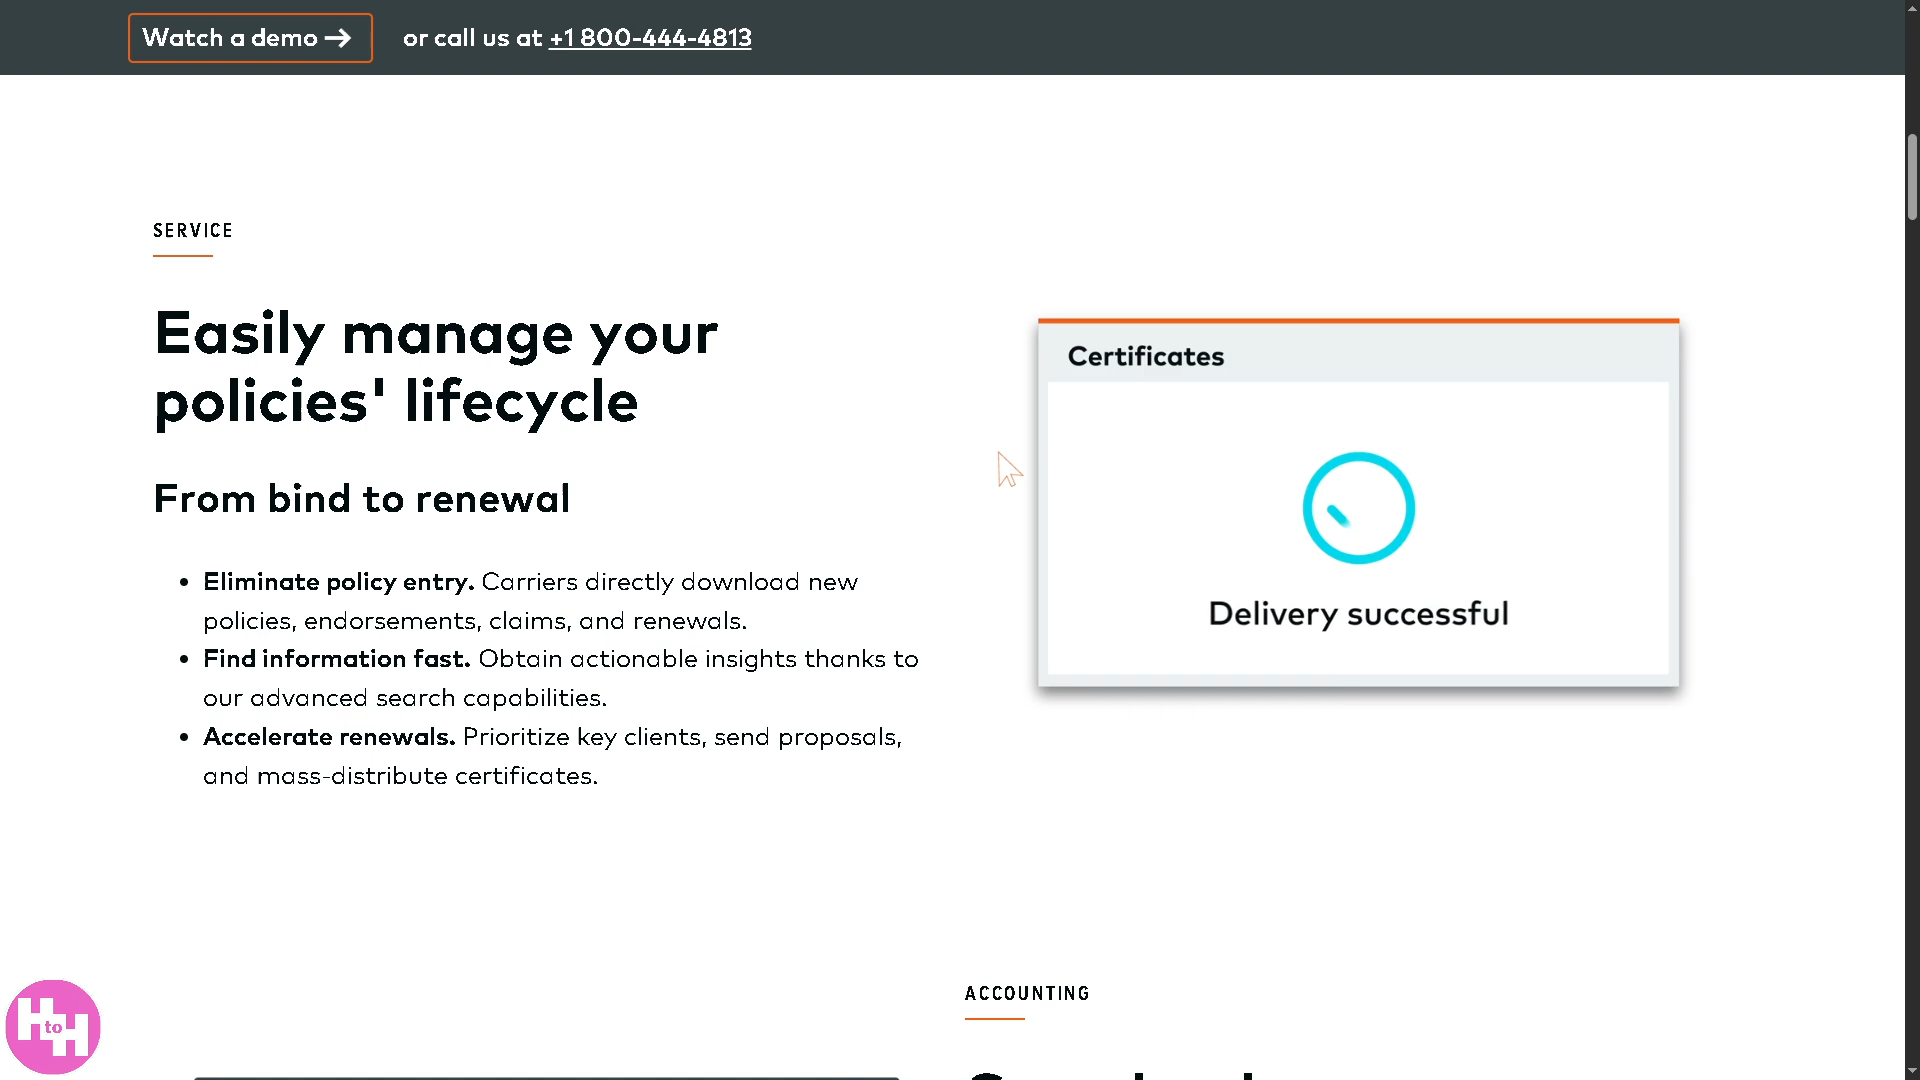 Watch a demo → or call us at +1 800-444-4813
SERVICE
Easily manage your
policies' lifecycle
From bind to renewal
• Eliminate policy entry. Carriers directly download new
policies, endorsements, claims, and renewals.
• Find information fast. Obtain actionable insights thanks to
our advanced search capabilities.
• Accelerate renewals. Prioritize key clients, send proposals,
and mass-distribute certificates.
Certificates
Delivery successful
ACCOUNTING
H to H